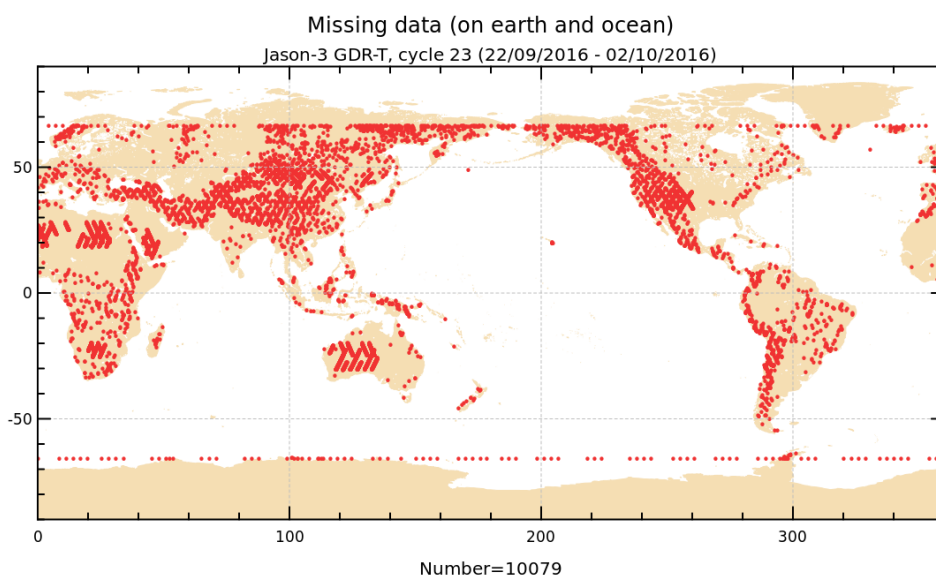 Missing data (on earth and ocean)
Jason-3 GDR-T, cycle 23 (22/09/2016 - 02/10/2016)
50
0
-50
0 100 200 300
Number=10079